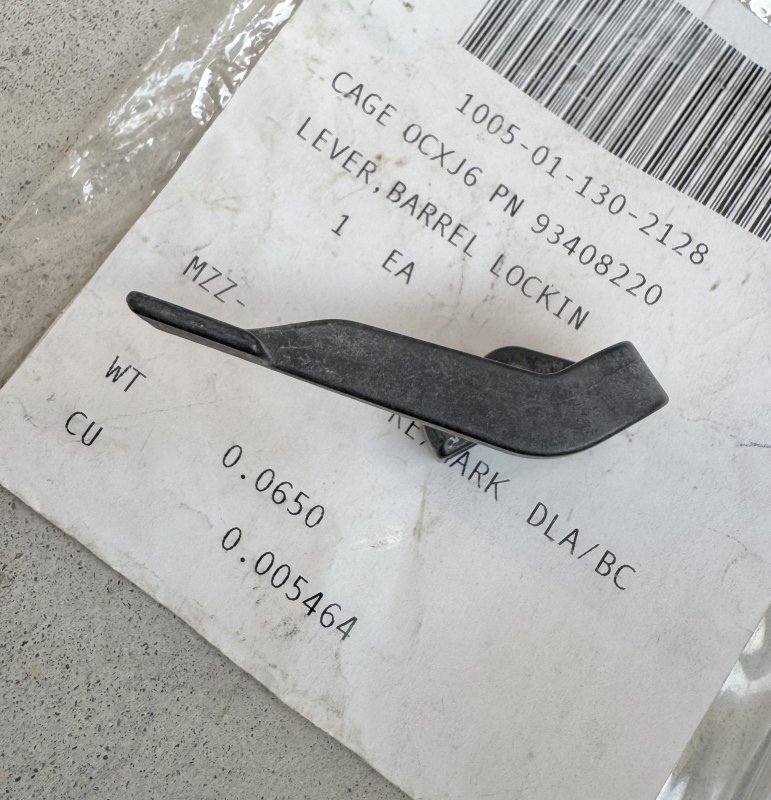 1005-01-130-2128
CAGE 0CXJ6 PN 93408220
LEVER,BARREL LOCKIN
1 EA
MZZ-
REMARK DLA/BC
WT 0.0650
CU 0.005464